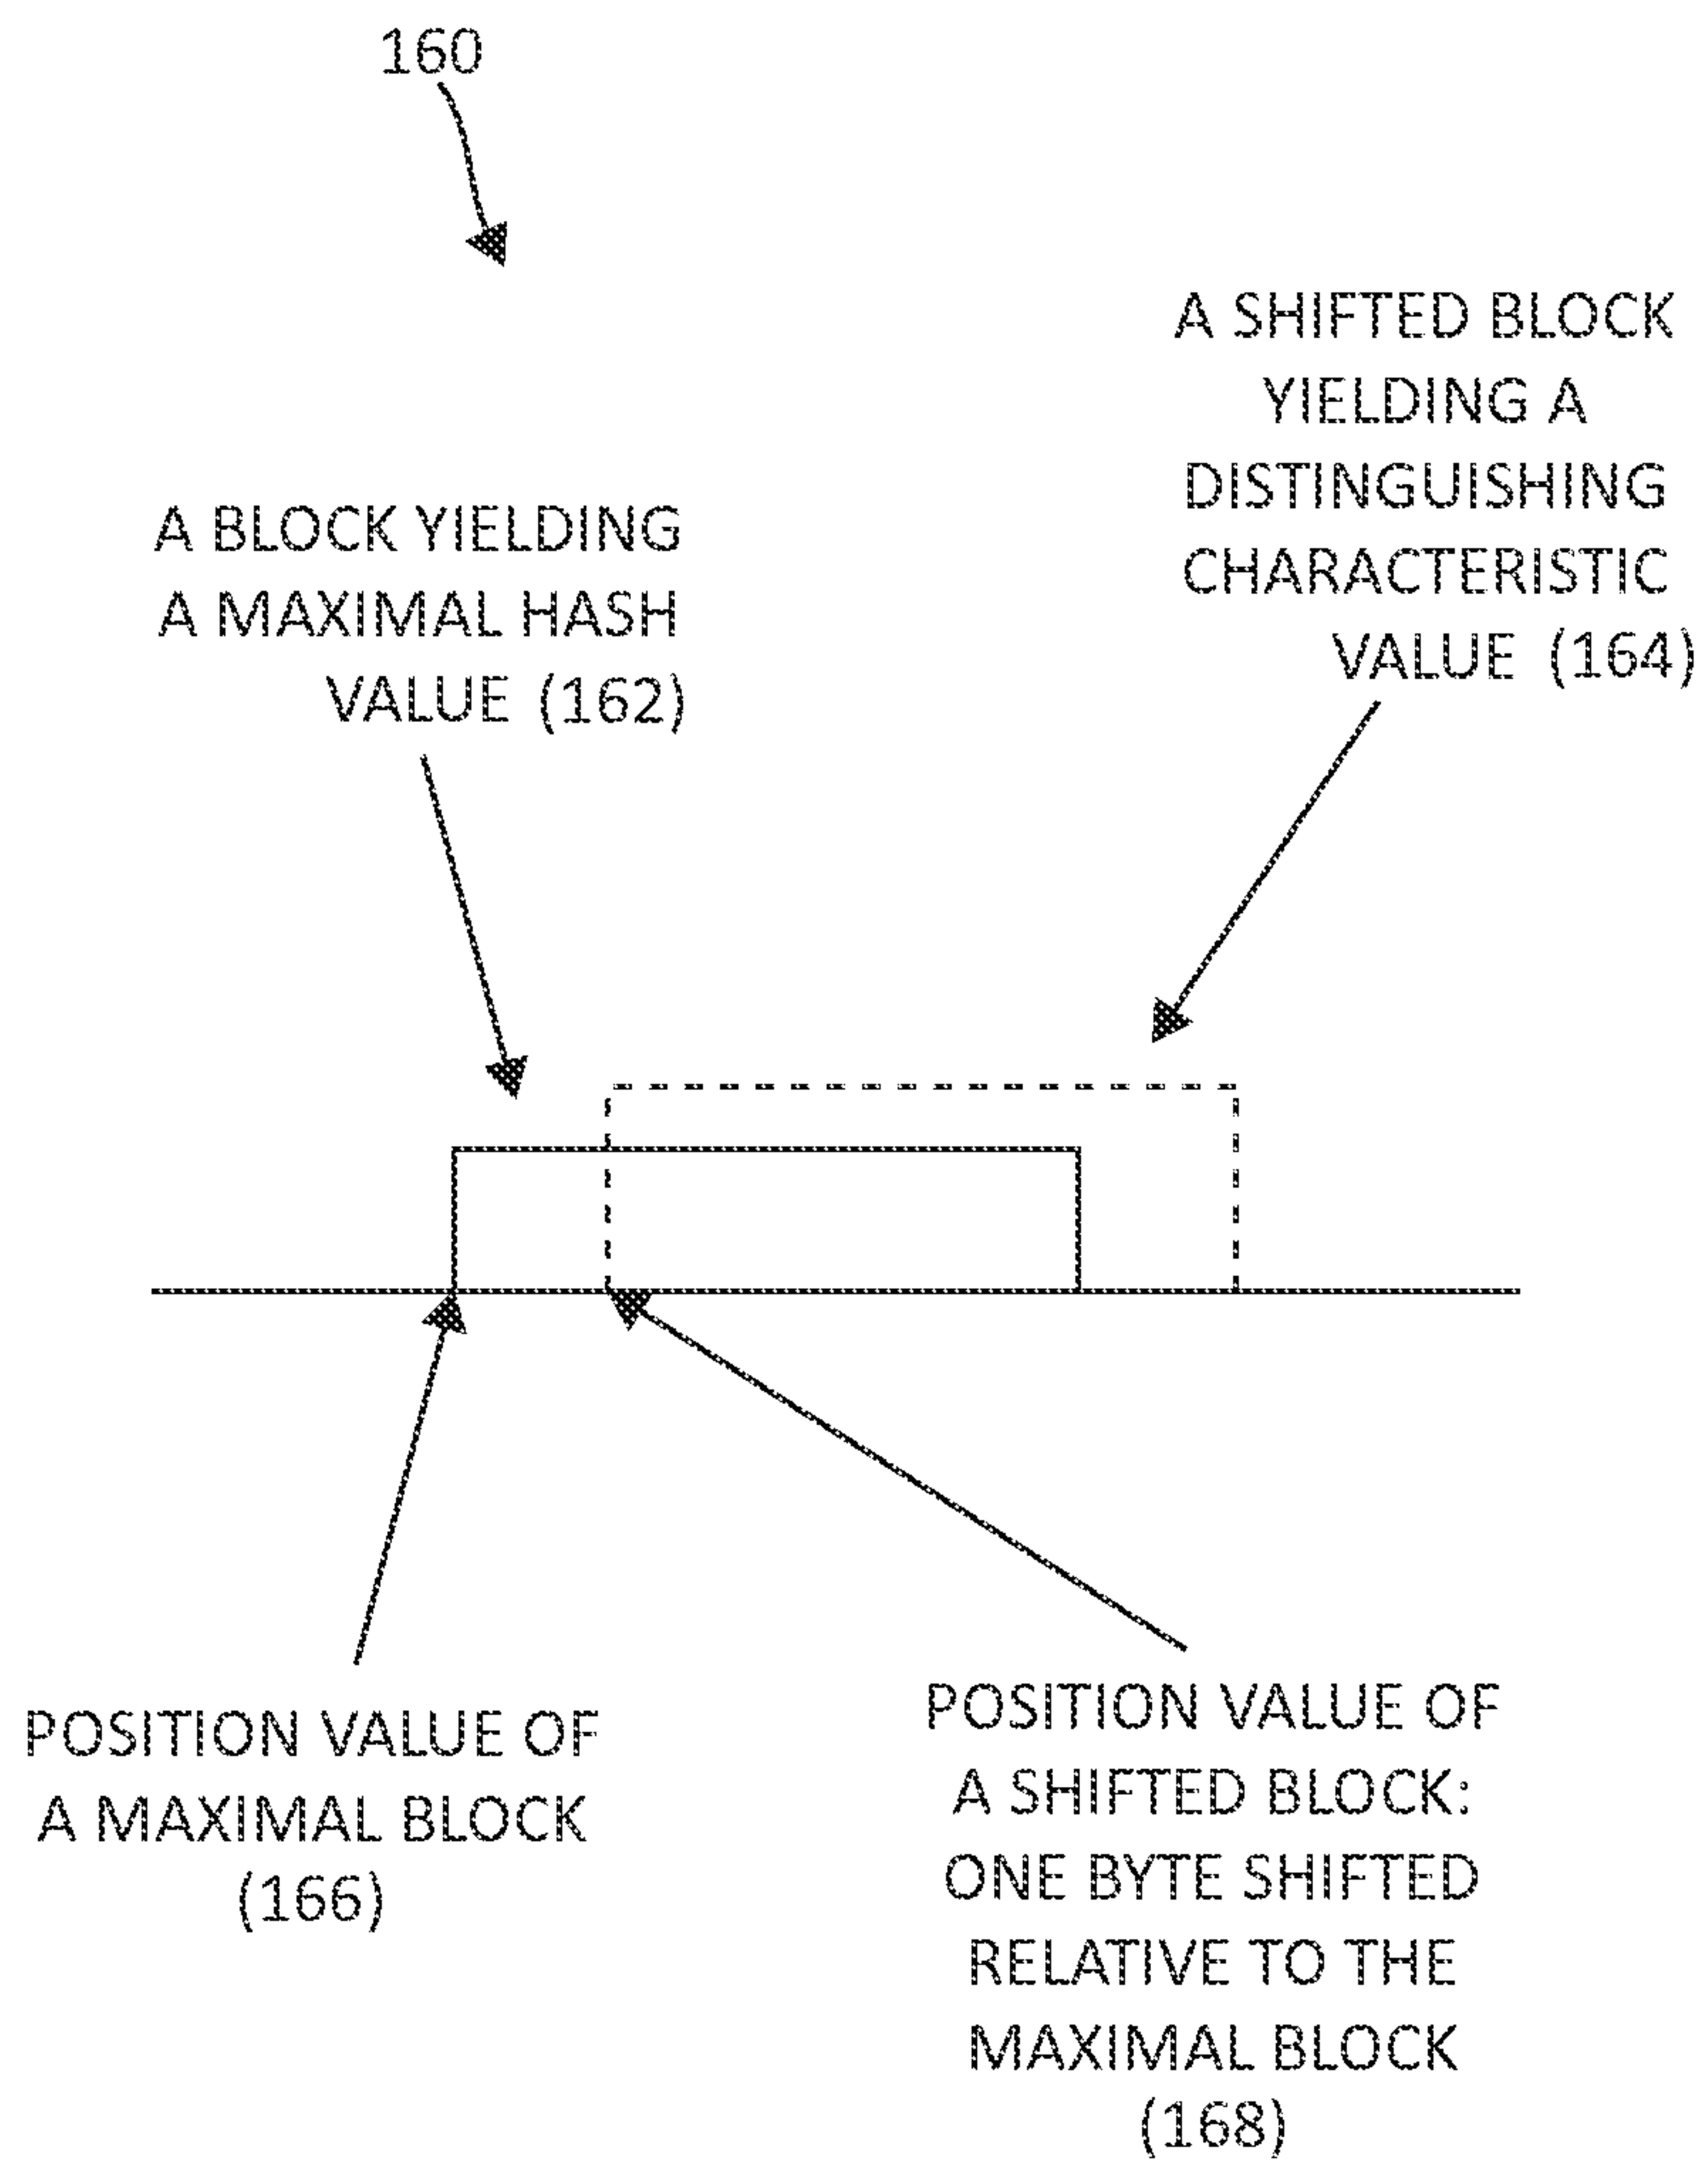 160
A SHIFTED BLOCK
YIELDING A
DISTINGUISHING
CHARACTERISTIC
VALUE (164)
A BLOCK YIELDING
A MAXIMAL HASH
VALUE (162)
POSITION VALUE OF
A MAXIMAL BLOCK
(166)
POSITION VALUE OF
A SHIFTED BLOCK:
ONE BYTE SHIFTED
RELATIVE TO THE
MAXIMAL BLOCK
(168)